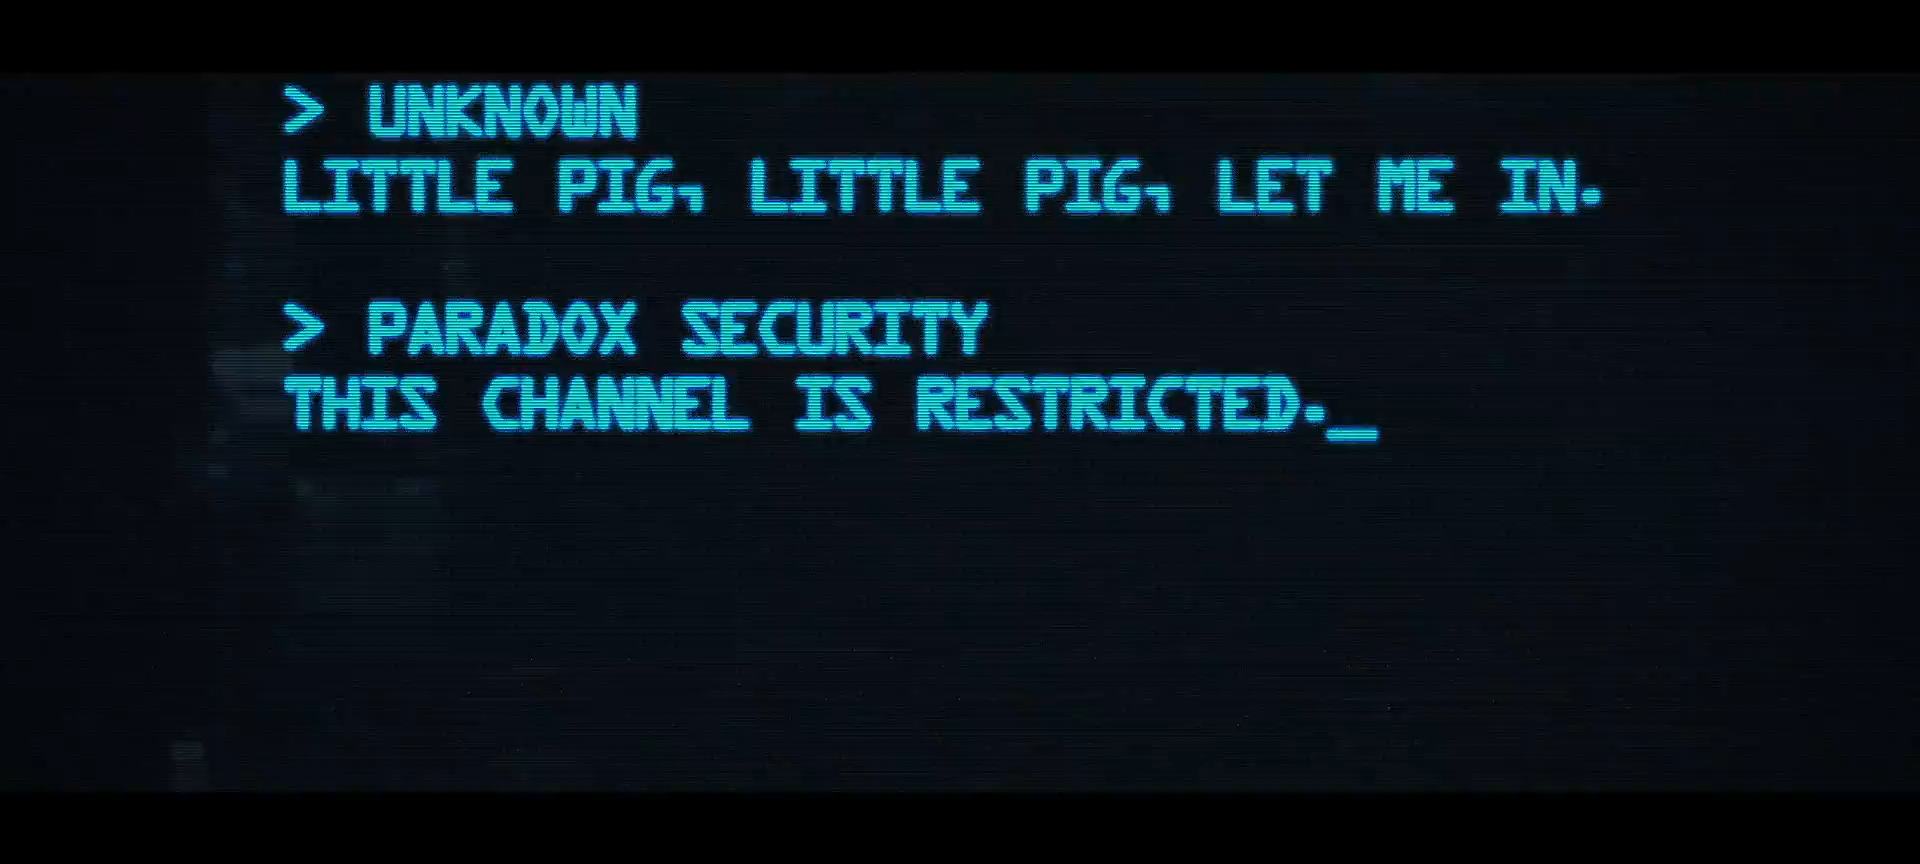 > UNKNOWN
LITTLE PIG, LITTLE PIG, LET ME IN.
> PARADOX SECURITY
THIS CHANNEL IS RESTRICTED._